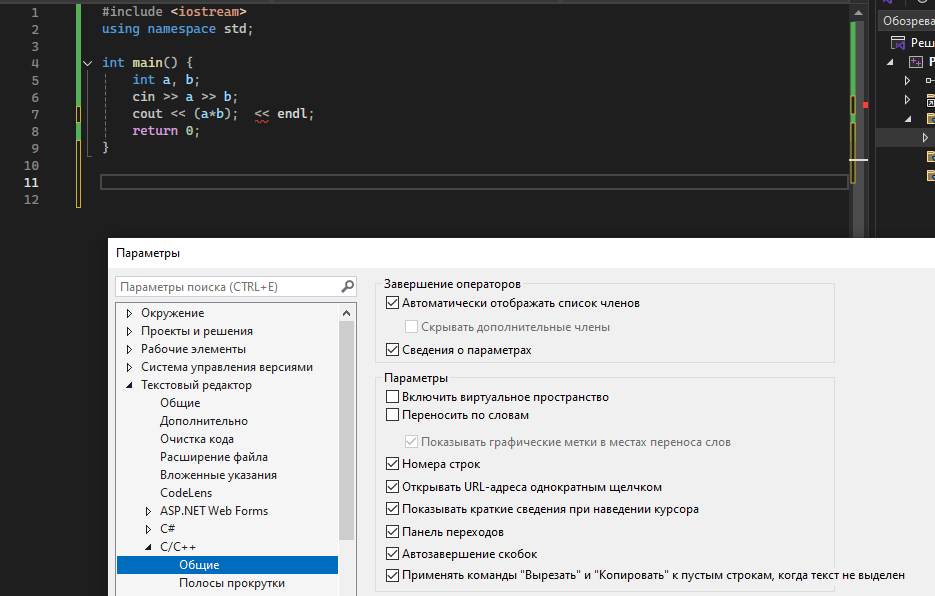 1 #include <iostream>
2 using namespace std;
3
4 int main() {
5 int a, b;
6 cin >> a >> b;
7 cout << (a*b);  << endl;
8 return 0;
9 }
10
11
12
Обозрева
Реш
Параметры
Параметры поиска (CTRL+E)
Окружение
Проекты и решения
Рабочие элементы
Система управления версиями
Текстовый редактор
Общие
Дополнительно
Очистка кода
Расширение файла
Вложенные указания
CodeLens
ASP.NET Web Forms
C#
C/C++
Общие
Полосы прокрутки
Завершение операторов
Автоматически отображать список членов
Скрывать дополнительные члены
Сведения о параметрах
Параметры
Включить виртуальное пространство
Переносить по словам
Показывать графические метки в местах переноса слов
Номера строк
Открывать URL-адреса однократным щелчком
Показывать краткие сведения при наведении курсора
Панель переходов
Автозавершение скобок
Применять команды "Вырезать" и "Копировать" к пустым строкам, когда текст не выделен